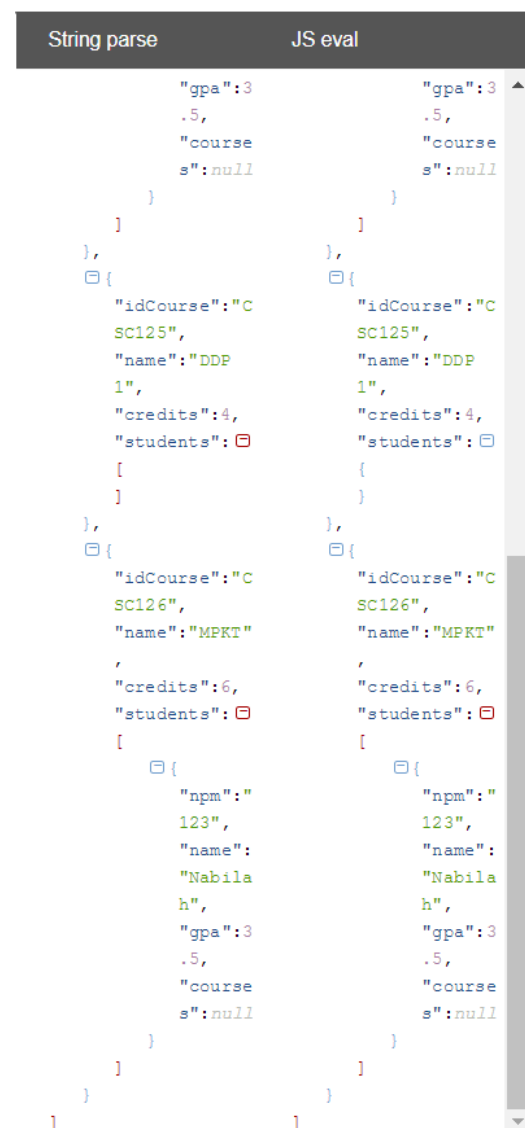 String parse
JS eval
"gpa":3
.5,
"course
s":null
}
]
},
{
"idCourse":"C
SC125",
"name":"DDP
1",
"credits":4,
"students":
[
]
},
{
"idCourse":"C
SC126",
"name":"MPKT"
,
"credits":6,
"students":
[
{
"npm":"
123",
"name":
"Nabila
h",
"gpa":3
.5,
"course
s":null
}
]
}
]
"gpa":3
.5,
"course
s":null
}
]
},
{
"idCourse":"C
SC125",
"name":"DDP
1",
"credits":4,
"students":
{
}
},
{
"idCourse":"C
SC126",
"name":"MPKT"
,
"credits":6,
"students":
[
{
"npm":"
123",
"name":
"Nabila
h",
"gpa":3
.5,
"course
s":null
}
]
}
]